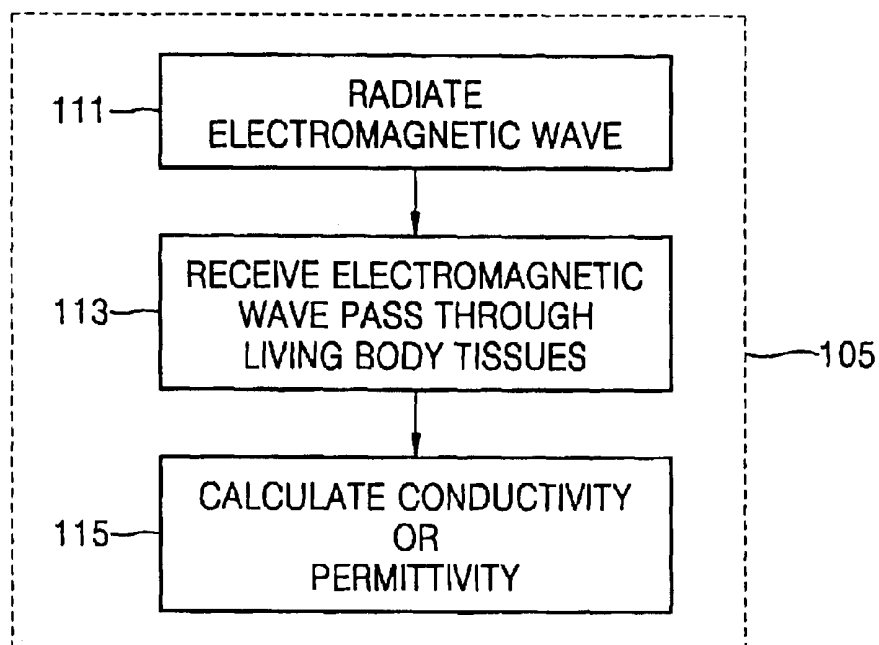 111
RADIATE
ELECTROMAGNETIC WAVE
113
RECEIVE ELECTROMAGNETIC
WAVE PASS THROUGH
LIVING BODY TISSUES
105
115
CALCULATE CONDUCTIVITY
OR
PERMITTIVITY